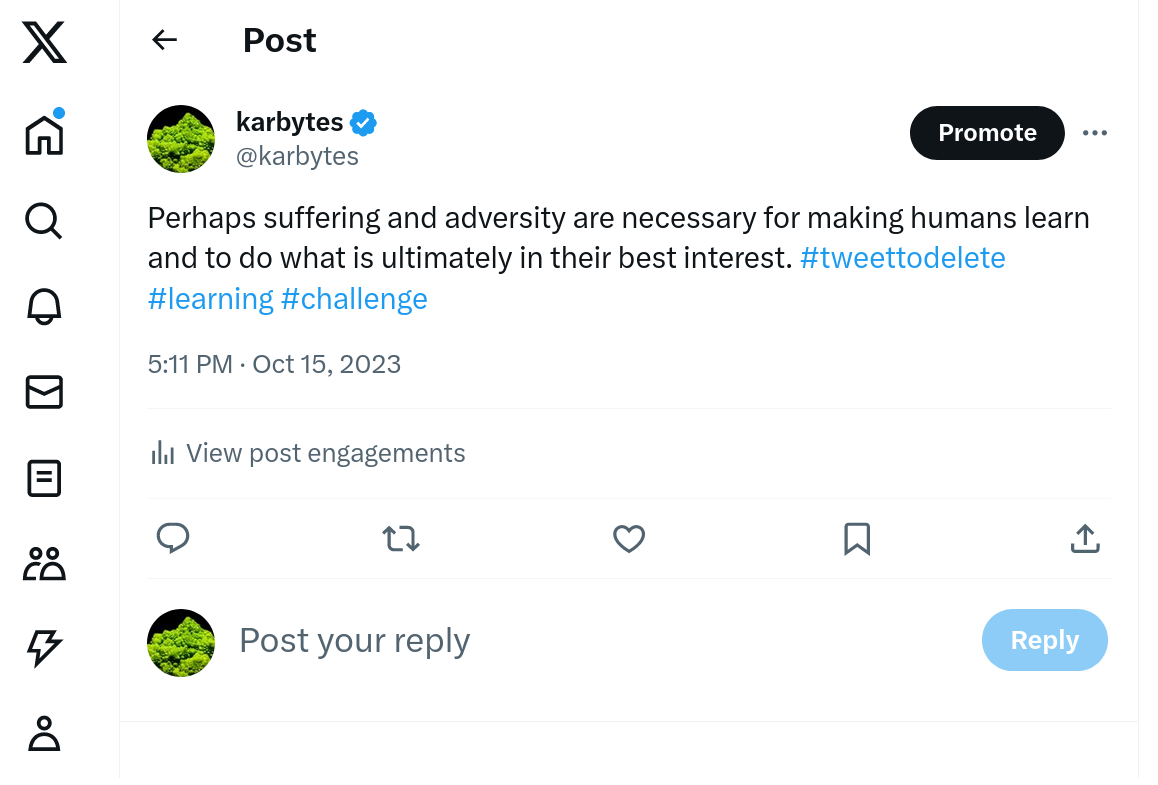 Post
karbytes
@karbytes
Promote
Perhaps suffering and adversity are necessary for making humans learn
and to do what is ultimately in their best interest. #tweettodelete
#learning #challenge
5:11 PM · Oct 15, 2023
View post engagements
Post your reply
Reply